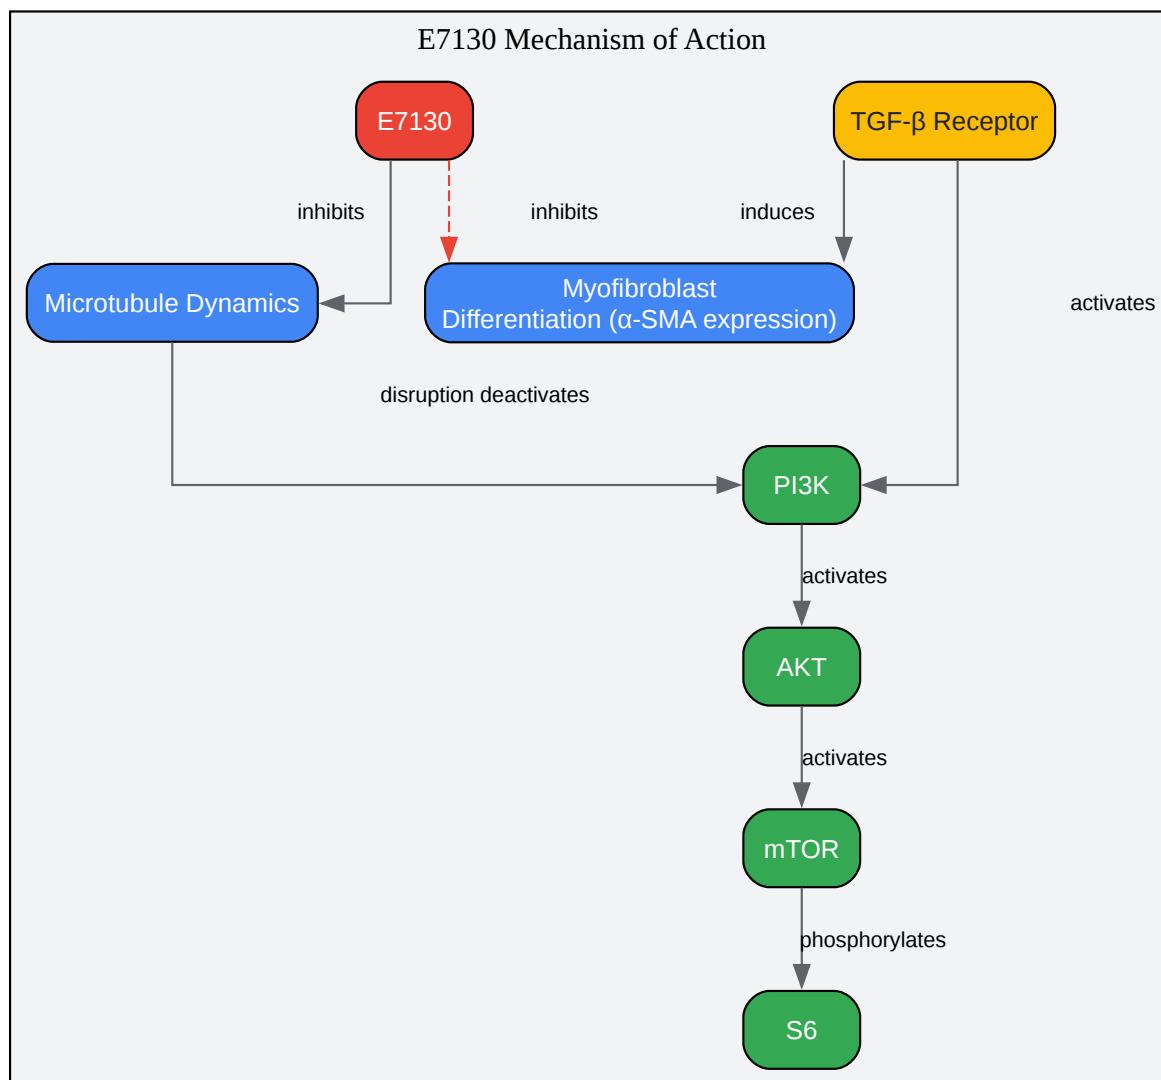 E7130 Mechanism of Action
E7130
TGF-β Receptor
inhibits
inhibits
induces
Microtubule Dynamics
Myofibroblast
Differentiation (α-SMA expression)
activates
disruption deactivates
PI3K
activates
AKT
activates
mTOR
phosphorylates
S6